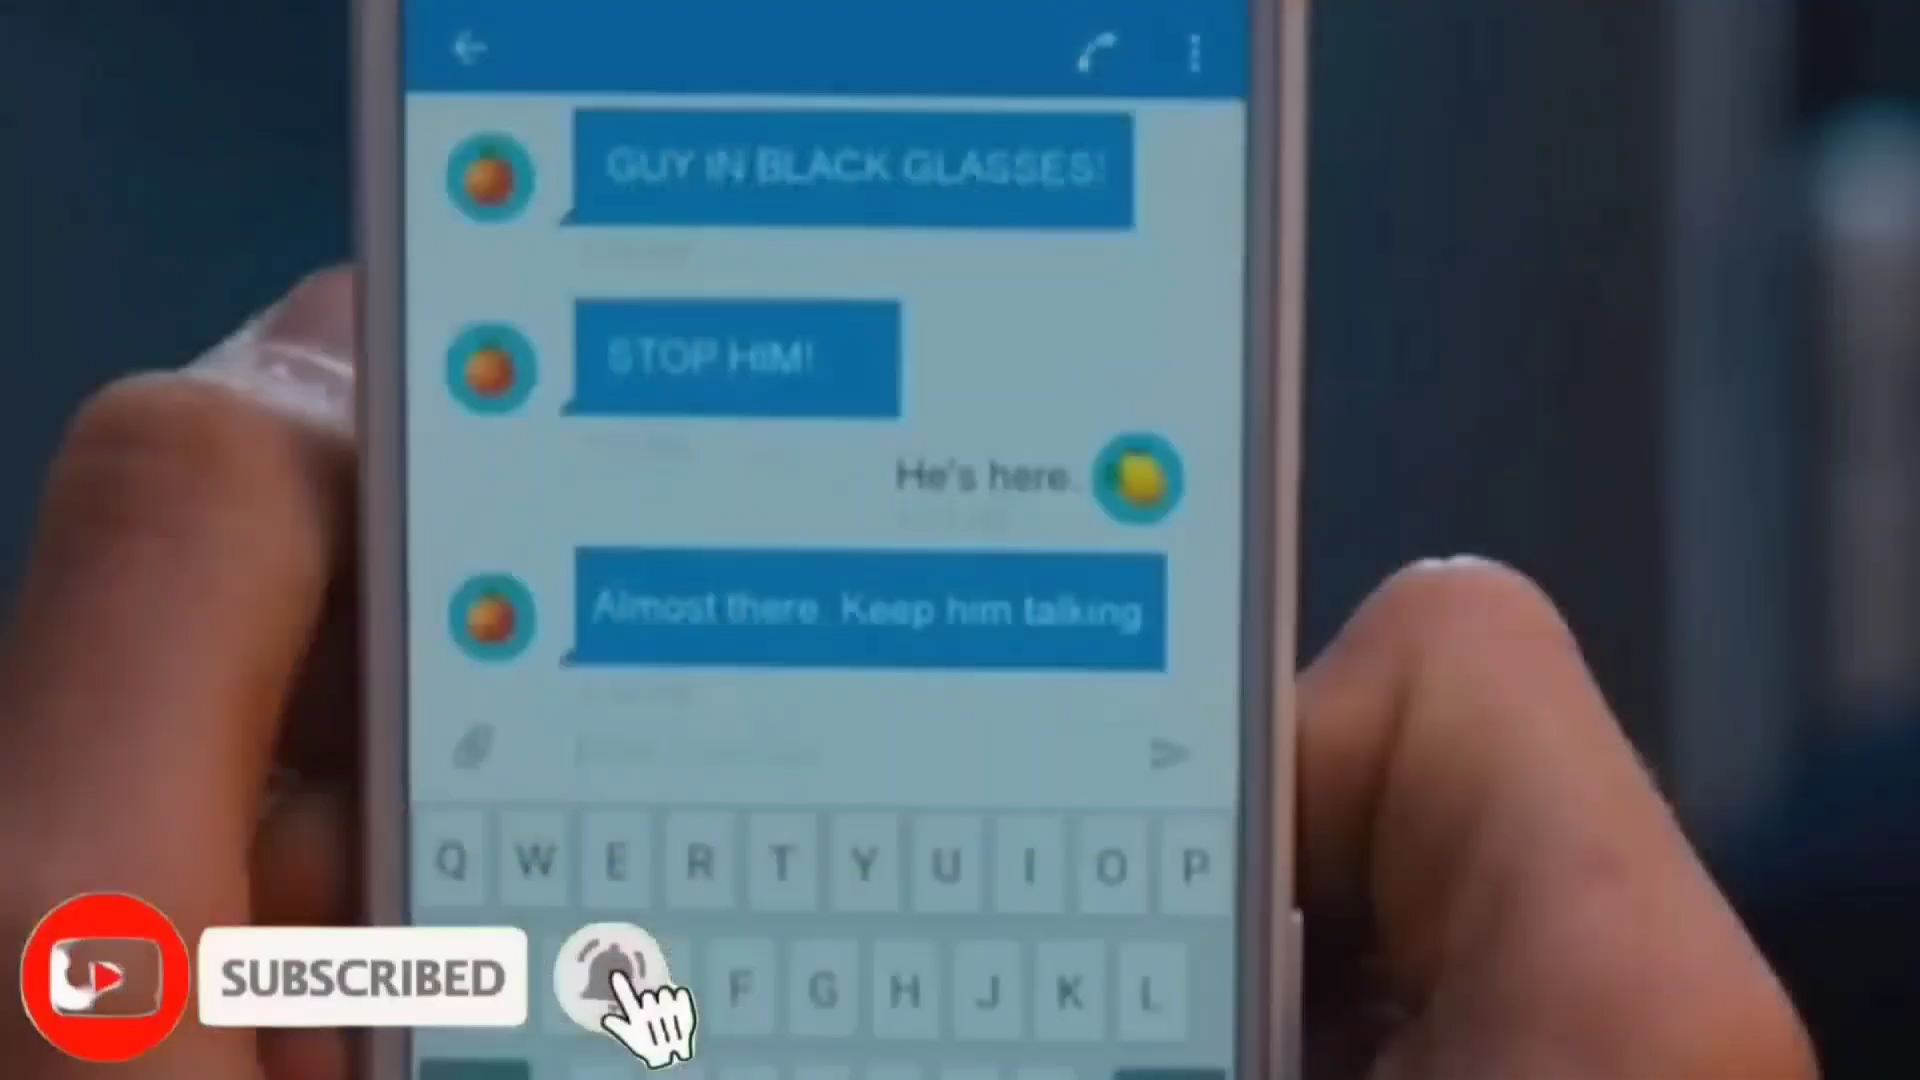 GUY IN BLACK GLASSES!
STOP HIM!
He's here.
Almost there. Keep him talking
Q W E R T Y U I O P
F G H J K L
SUBSCRIBED